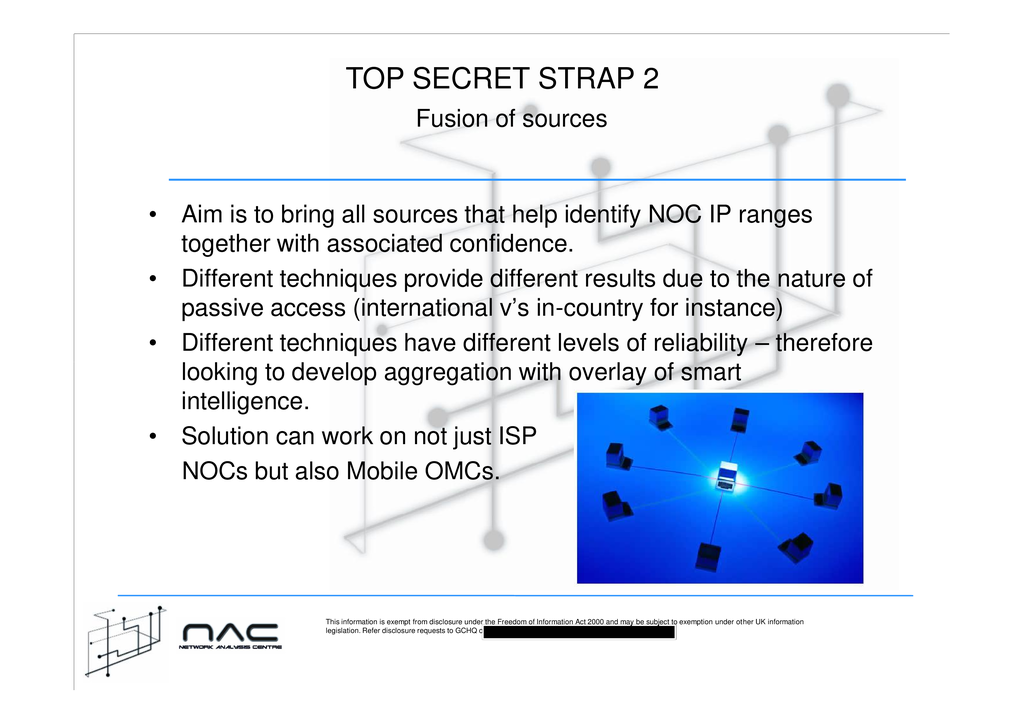 TOP SECRET STRAP 2
Fusion of sources
• Aim is to bring all sources that help identify NOC IP ranges
together with associated confidence.
• Different techniques provide different results due to the nature of
passive access (international v's in-country for instance)
• Different techniques have different levels of reliability – therefore
looking to develop aggregation with overlay of smart
intelligence.
• Solution can work on not just ISP
NOCs but also Mobile OMCs.
NAC
NETWORK ANALYSIS CENTRE
This information is exempt from disclosure under the Freedom of Information Act 2000 and may be subject to exemption under other UK information
legislation. Refer disclosure requests to GCHQ